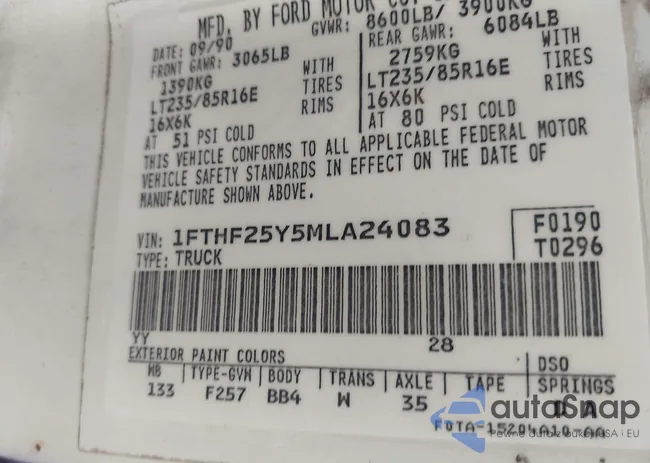 MFD. BY FORD MOTOR CO.
DATE: 09/90 GVWR: 8600LB/ 3900KG
FRONT GAWR: 3065LB REAR GAWR: 6084LB
1390KG WITH 2759KG WITH
LT235/85R16E TIRES LT235/85R16E TIRES
16X6K RIMS 16X6K RIMS
AT 51 PSI COLD AT 80 PSI COLD
THIS VEHICLE CONFORMS TO ALL APPLICABLE FEDERAL MOTOR
VEHICLE SAFETY STANDARDS IN EFFECT ON THE DATE OF
MANUFACTURE SHOWN ABOVE.
VIN: 1FTHF25Y5MLA24083 F0190
TYPE: TRUCK T0296
YY 28
EXTERIOR PAINT COLORS DSO
WB TYPE-GVW BODY TRANS AXLE TAPE SPRINGS
133 F257 BB4 W 35 A
autoSnap